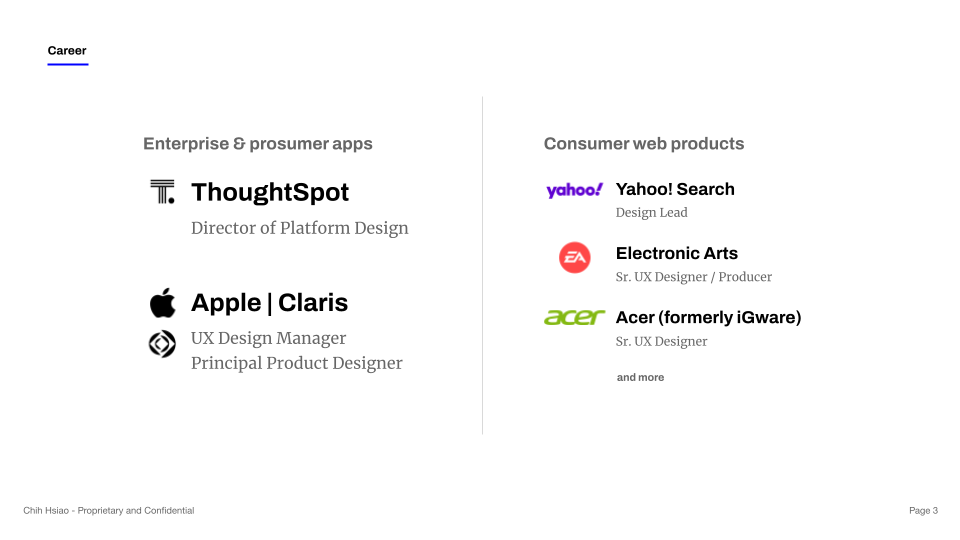 Career
Enterprise & prosumer apps
ThoughtSpot
Director of Platform Design
Apple | Claris
UX Design Manager
Principal Product Designer
Consumer web products
yahoo!
Yahoo! Search
Design Lead
EA
Electronic Arts
Sr. UX Designer / Producer
acer
Acer (formerly iGware)
Sr. UX Designer
and more
Chih Hsiao - Proprietary and Confidential
Page 3